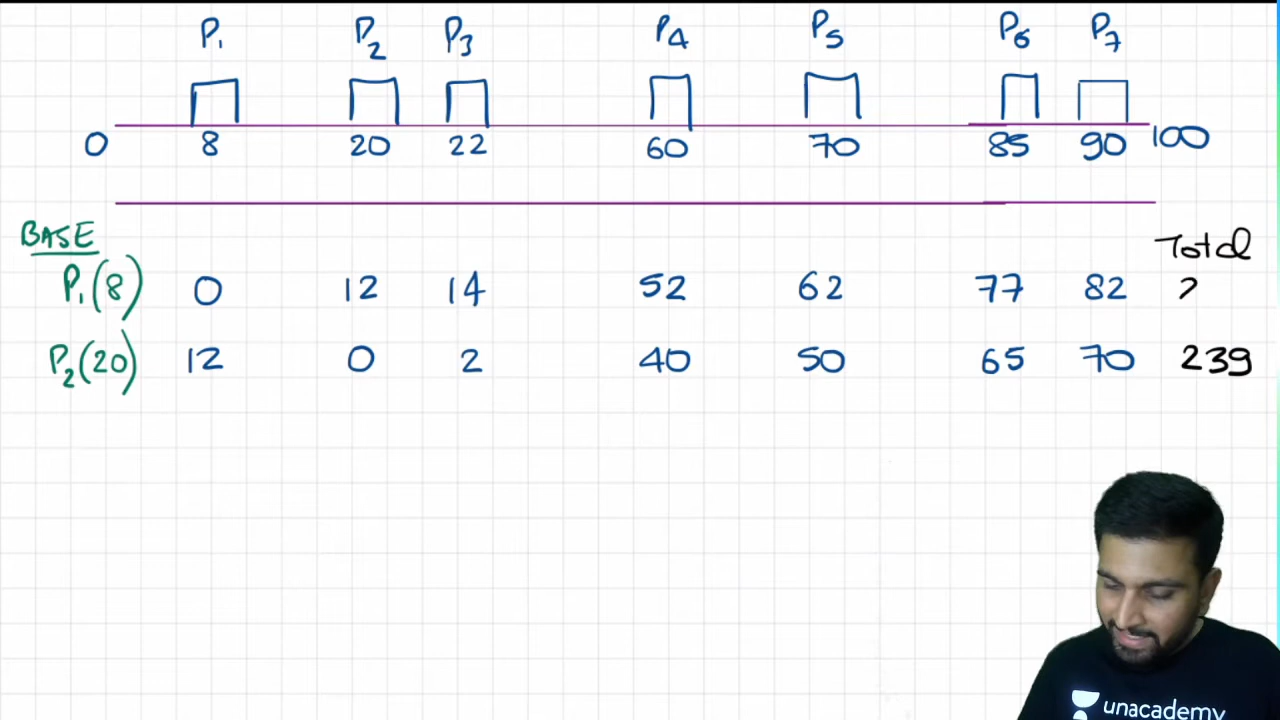 P₁ P₂ P₃ P₄ P₅ P₆ P₇
0 8 20 22 60 70 85 90 100
BASE
Total
P₁(8) 0 12 14 52 62 77 82 2
P₂(20) 12 0 2 40 50 65 70 239
unacademy